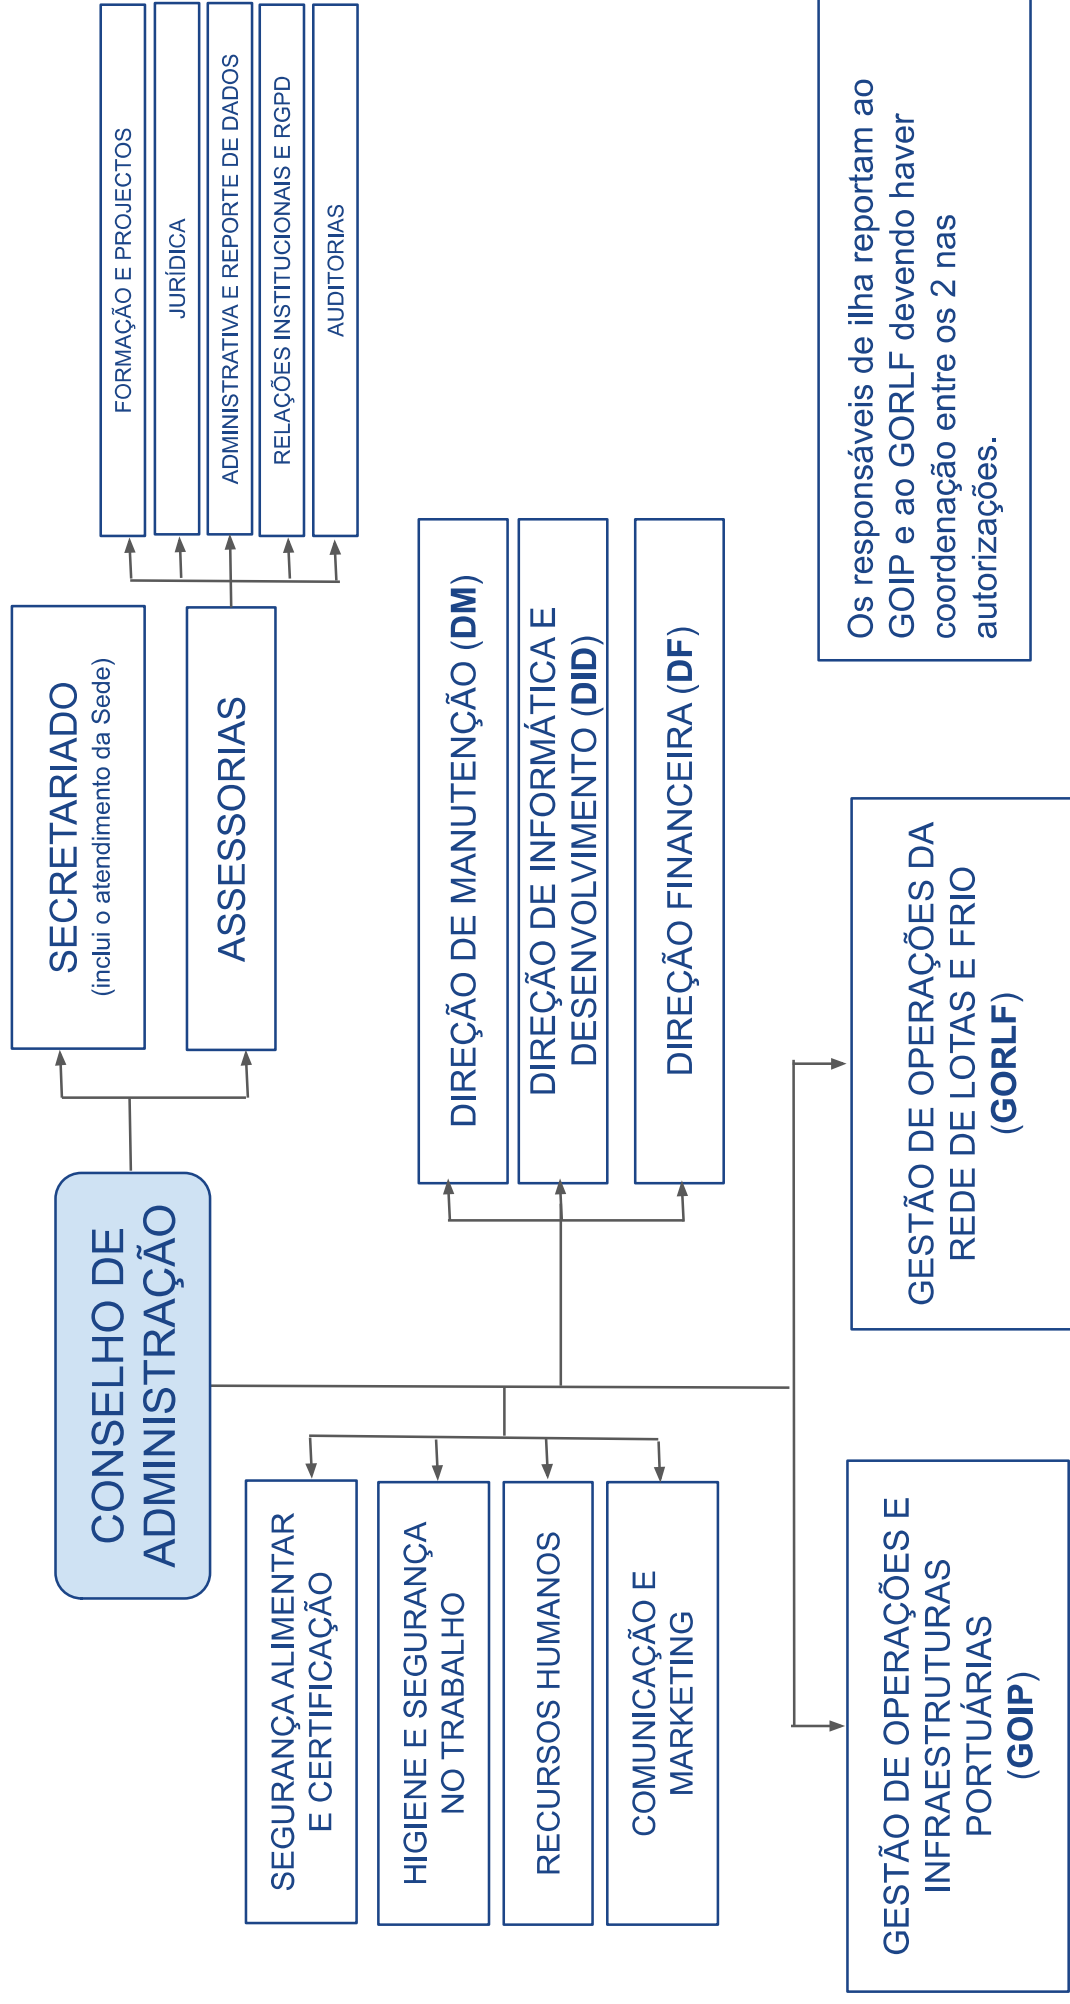 CONSELHO DE
ADMINISTRAÇÃO
SECRETARIADO
(inclui o atendimento da Sede)
ASSESSORIAS
FORMAÇÃO E PROJECTOS
JURÍDICA
ADMINISTRATIVA E REPORTE DE DADOS
RELAÇÕES INSTITUCIONAIS E RGPD
AUDITORIAS
SEGURANÇA ALIMENTAR
E CERTIFICAÇÃO
HIGIENE E SEGURANÇA
NO TRABALHO
RECURSOS HUMANOS
COMUNICAÇÃO E
MARKETING
DIREÇÃO DE MANUTENÇÃO (DM)
DIREÇÃO DE INFORMÁTICA E
DESENVOLVIMENTO (DID)
DIREÇÃO FINANCEIRA (DF)
GESTÃO DE OPERAÇÕES E
INFRAESTRUTURAS
PORTUÁRIAS
(GOIP)
GESTÃO DE OPERAÇÕES DA
REDE DE LOTAS E FRIO
(GORLF)
Os responsáveis de ilha reportam ao
GOIP e ao GORLF devendo haver
coordenação entre os 2 nas
autorizações.